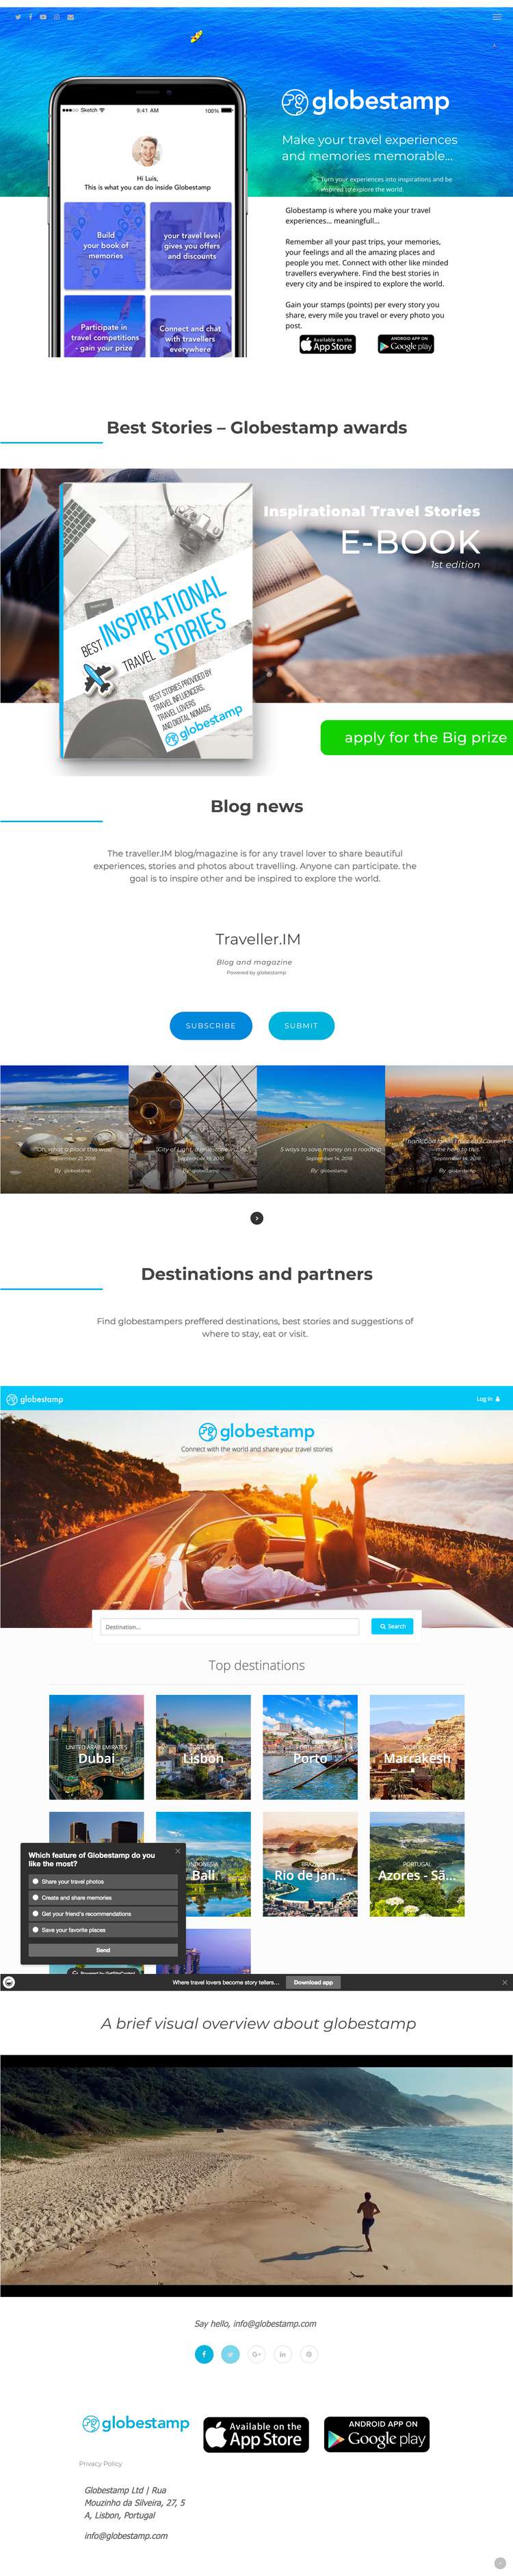 Sketch
9:41 AM
100%
Hi Luis,
This is what you can do inside Globestamp
Build
your book of
memories
your travel level
gives you offers
and discounts
Participate in
travel competitions
- gain your prize
Connect and chat
with travellers
everywhere
globestamp
Make your travel experiences
and memories memorable...
Turn your experiences into inspirations and be
inspired to explore the world.
Globestamp is where you make your travel
experiences... meaningfull...
Remember all your past trips, your memories,
your feelings and all the amazing places and
people you met. Connect with other like minded
travellers everywhere. Find the best stories in
every city and be inspired to explore the world.
Gain your stamps (points) per every story you
share, every mile you travel or every photo you
post.
Available on the
App Store
ANDROID APP ON
Google play
Best Stories – Globestamp awards
Inspirational Travel Stories
E-BOOK
1st edition
BEST INSPIRATIONAL
TRAVEL STORIES
BEST STORIES PROVIDED BY
TRAVEL INFLUENCERS,
TRAVEL LOVERS
AND DIGITAL NOMADS
globestamp
apply for the Big prize
Blog news
The traveller.IM blog/magazine is for any travel lover to share beautiful
experiences, stories and photos about travelling. Anyone can participate. the
goal is to inspire other and be inspired to explore the world.
Traveller.IM
Blog and magazine
Powered by globestamp
SUBSCRIBE
SUBMIT
"Oh, what a place this was!"
September 21, 2018
By globestamp
By globestamp
5 ways to save money on a roadtrip
September 14, 2018
By globestamp
me here to this."
September 14, 2018
By globestamp
Destinations and partners
Find globestampers preffered destinations, best stories and suggestions of
where to stay, eat or visit.
globestamp
Log In
globestamp
Connect with the world and share your travel stories
Destination...
Search
Top destinations
UNITED ARAB EMIRATES
Dubai
Lisbon
Porto
Marrakesh
INDONESIA
Bali
BRAZIL
Rio de Jan...
PORTUGAL
Azores - Sã...
Which feature of Globestamp do you
like the most?
Share your travel photos
Create and share memories
Get your friend's recommendations
Save your favorite places
Send
Powered by GetSiteControl
Where travel lovers become story tellers...
Download app
A brief visual overview about globestamp
Say hello, info@globestamp.com
globestamp
Available on the
App Store
ANDROID APP ON
Google play
Privacy Policy
Globestamp Ltd | Rua
Mouzinho da Silveira, 27, 5
A, Lisbon, Portugal
info@globestamp.com